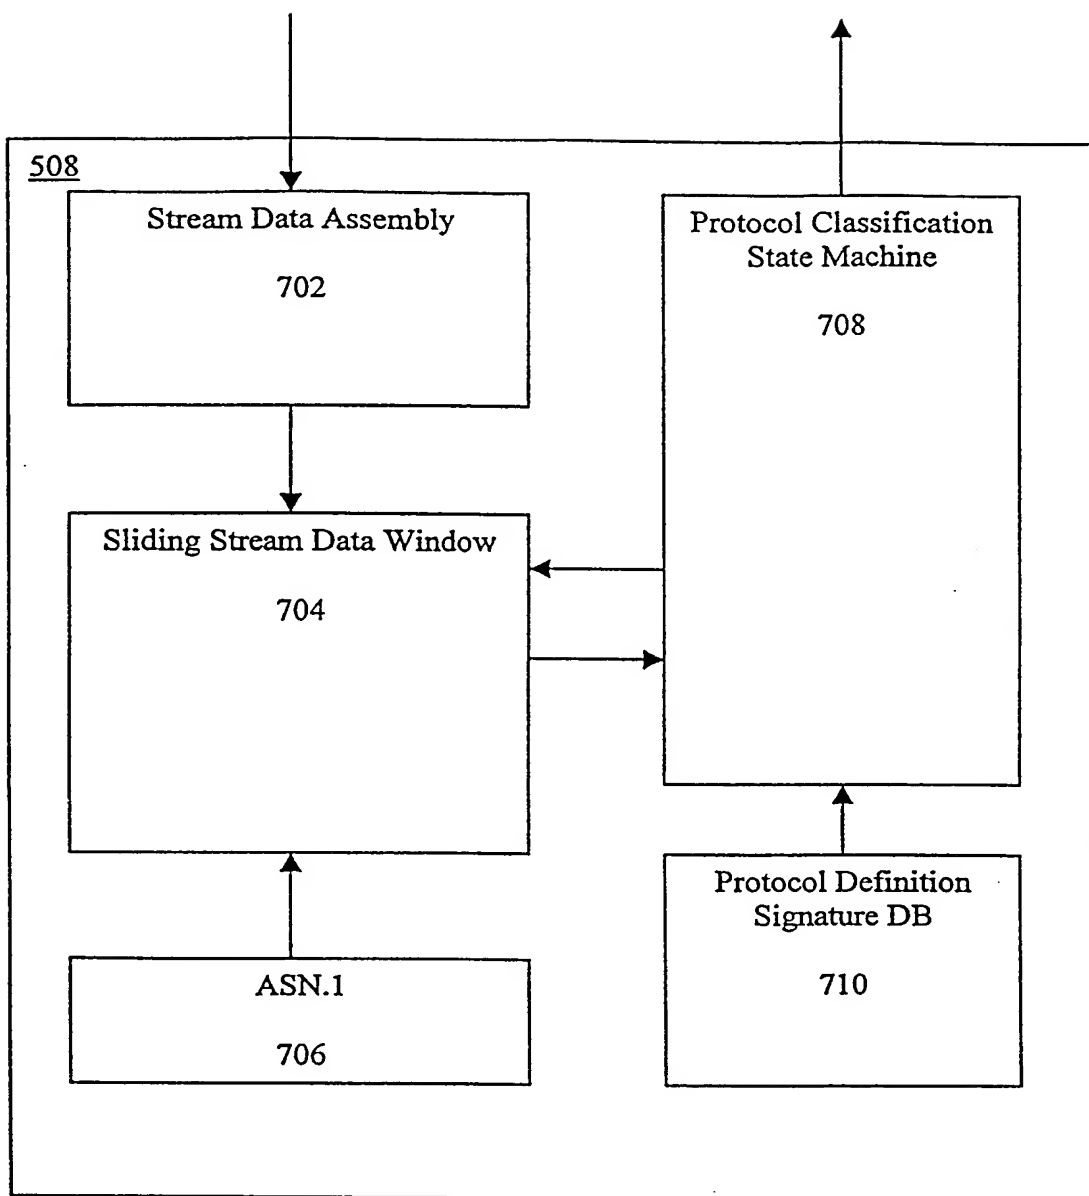 508
Stream Data Assembly
702
Protocol Classification
State Machine
708
Sliding Stream Data Window
704
ASN.1
706
Protocol Definition
Signature DB
710